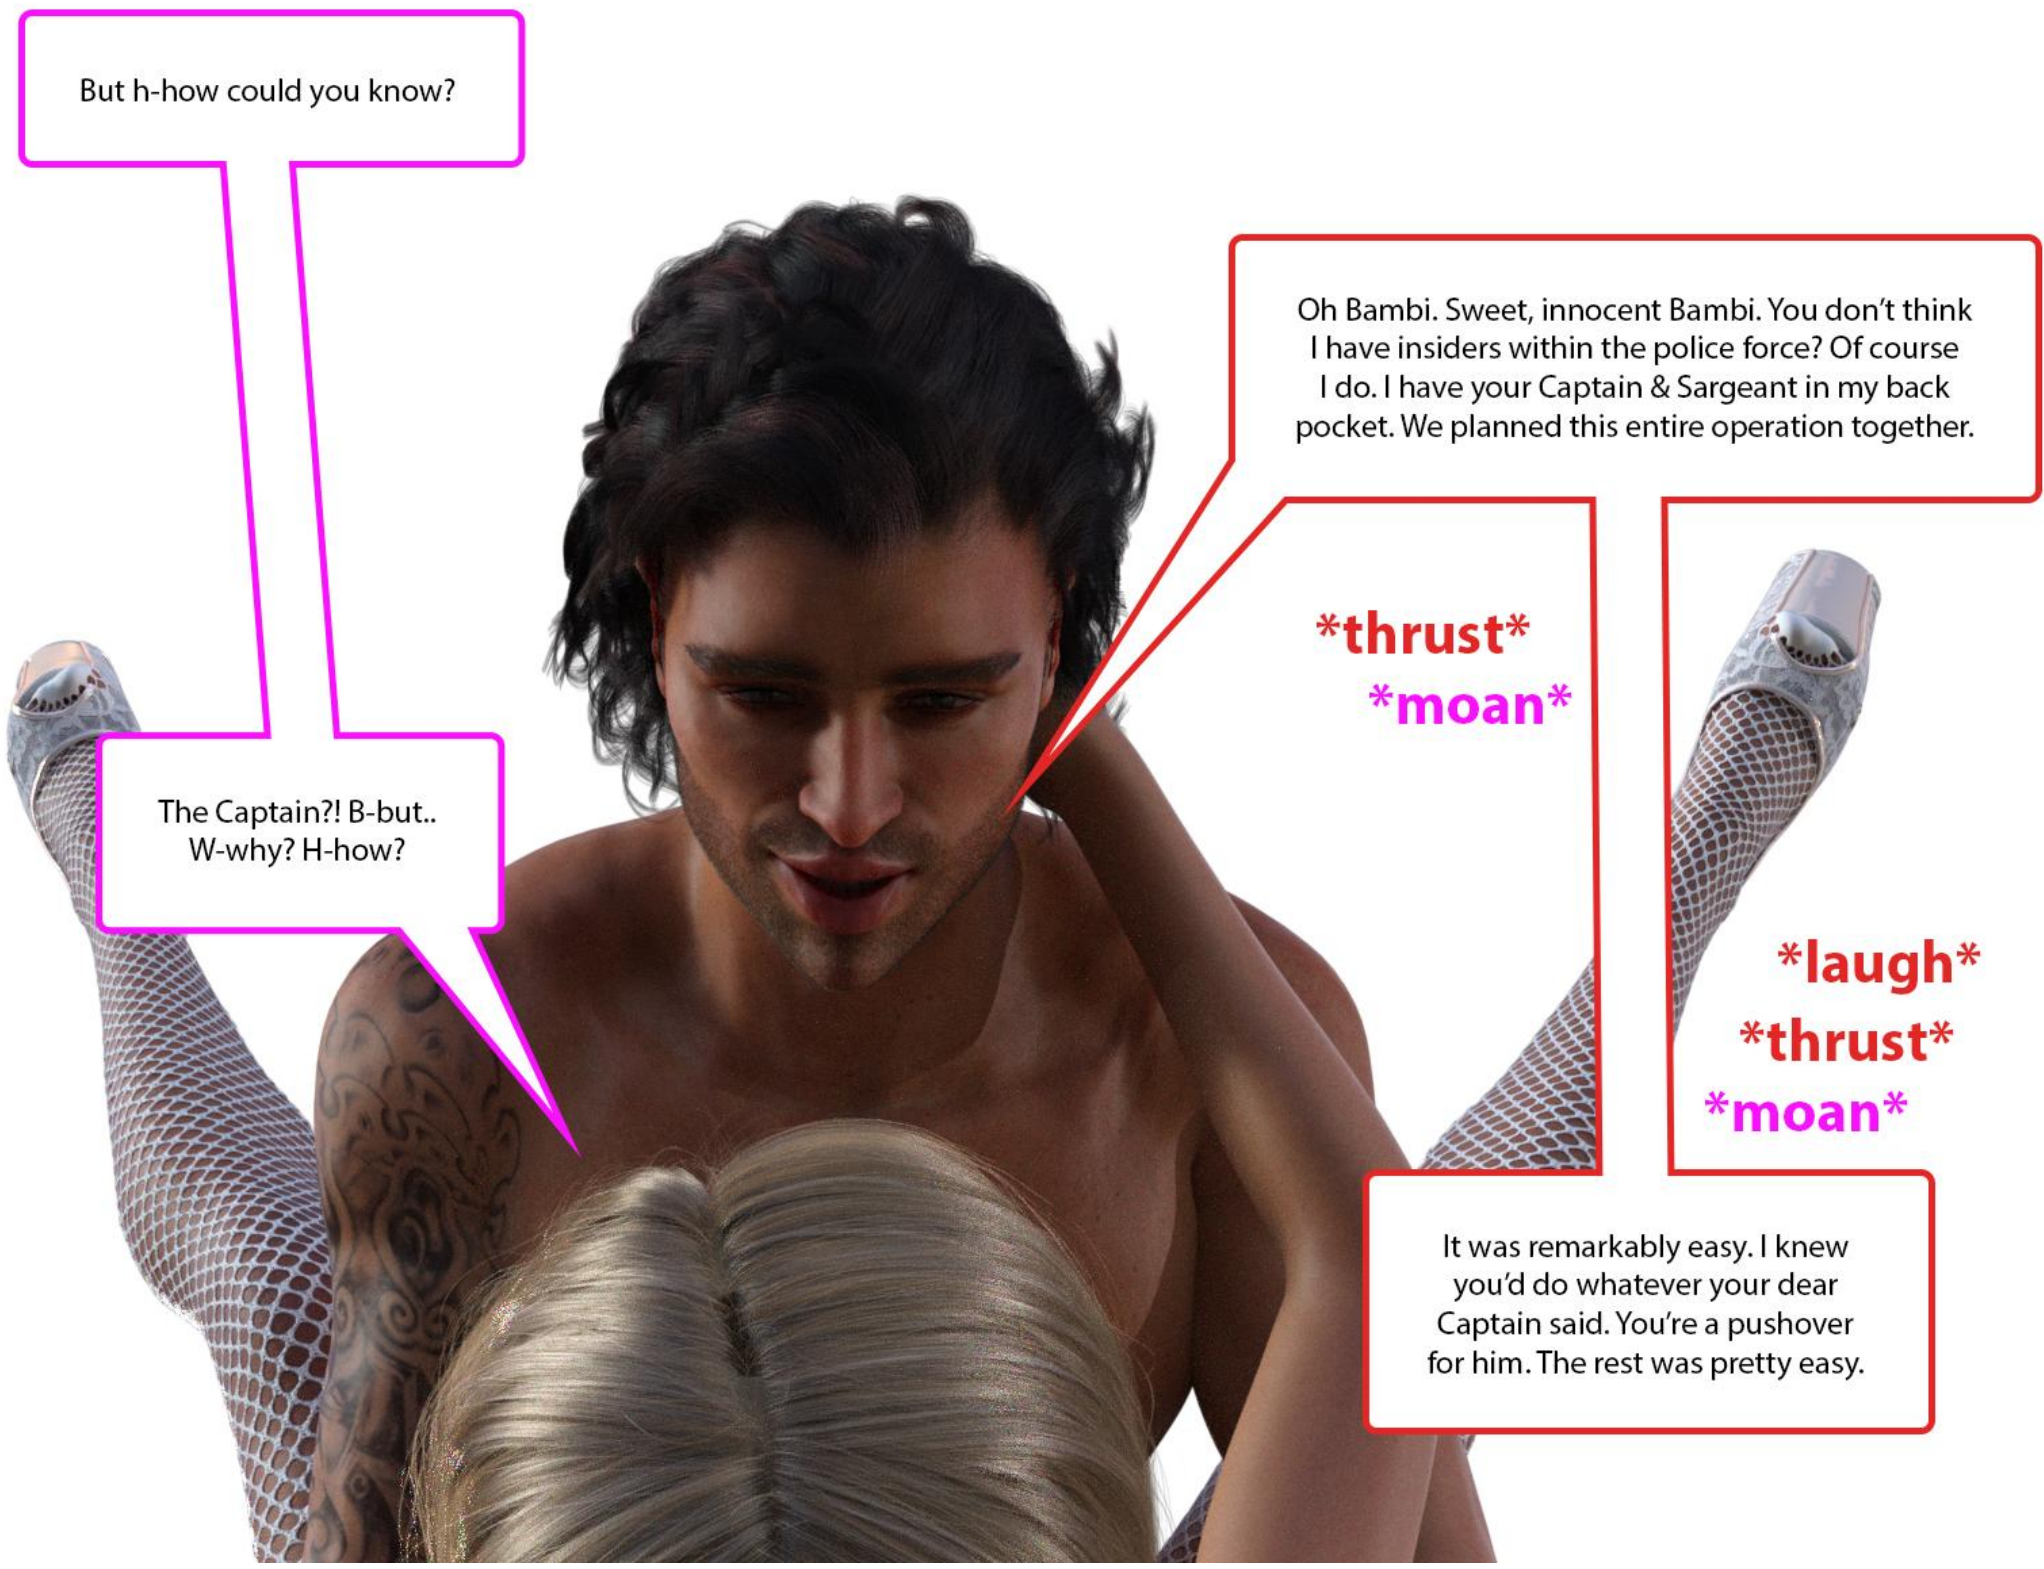 But h-how could you know?
Oh Bambi. Sweet, innocent Bambi. You don't think
I have insiders within the police force? Of course
I do. I have your Captain & Sargeant in my back
pocket. We planned this entire operation together.
*thrust*
*moan*
The Captain?! B-but..
W-why? H-how?
*laugh*
*thrust*
*moan*
It was remarkably easy. I knew
you'd do whatever your dear
Captain said. You're a pushover
for him. The rest was pretty easy.